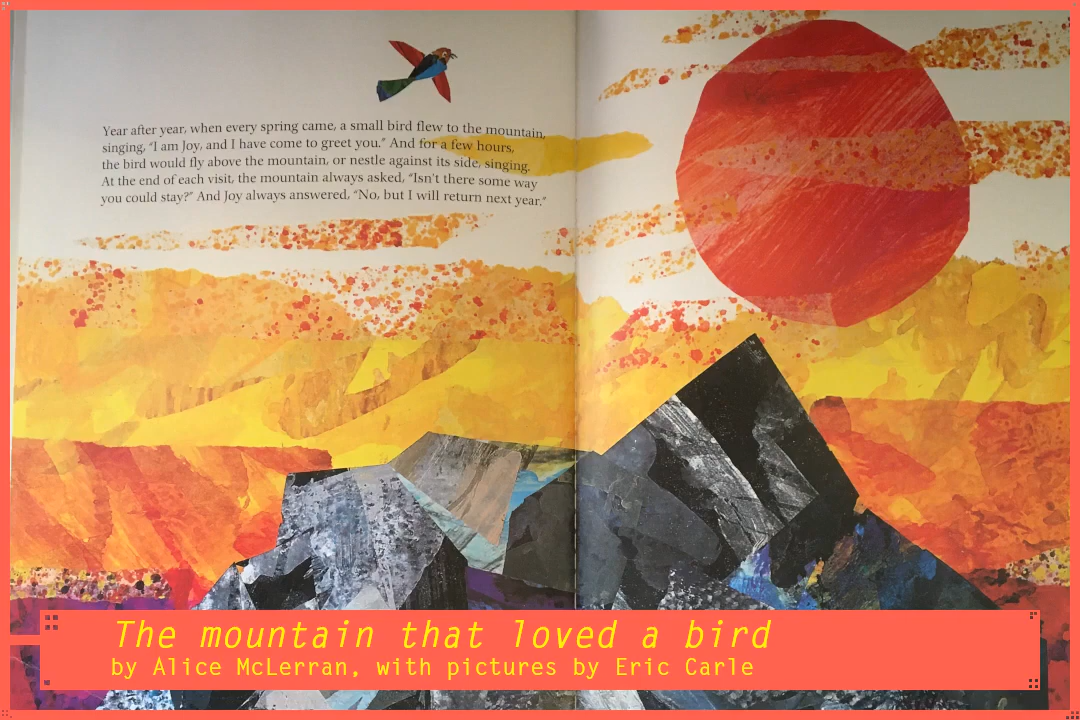 Year after year, when every spring came, a small bird flew to the mountain,
singing, “I am Joy, and I have come to greet you.” And for a few hours,
the bird would fly above the mountain, or nestle against its side, singing.
At the end of each visit, the mountain always asked, “Isn’t there some way
you could stay?” And Joy always answered, “No, but I will return next year.”
The mountain that loved a bird
by Alice McLerran, with pictures by Eric Carle